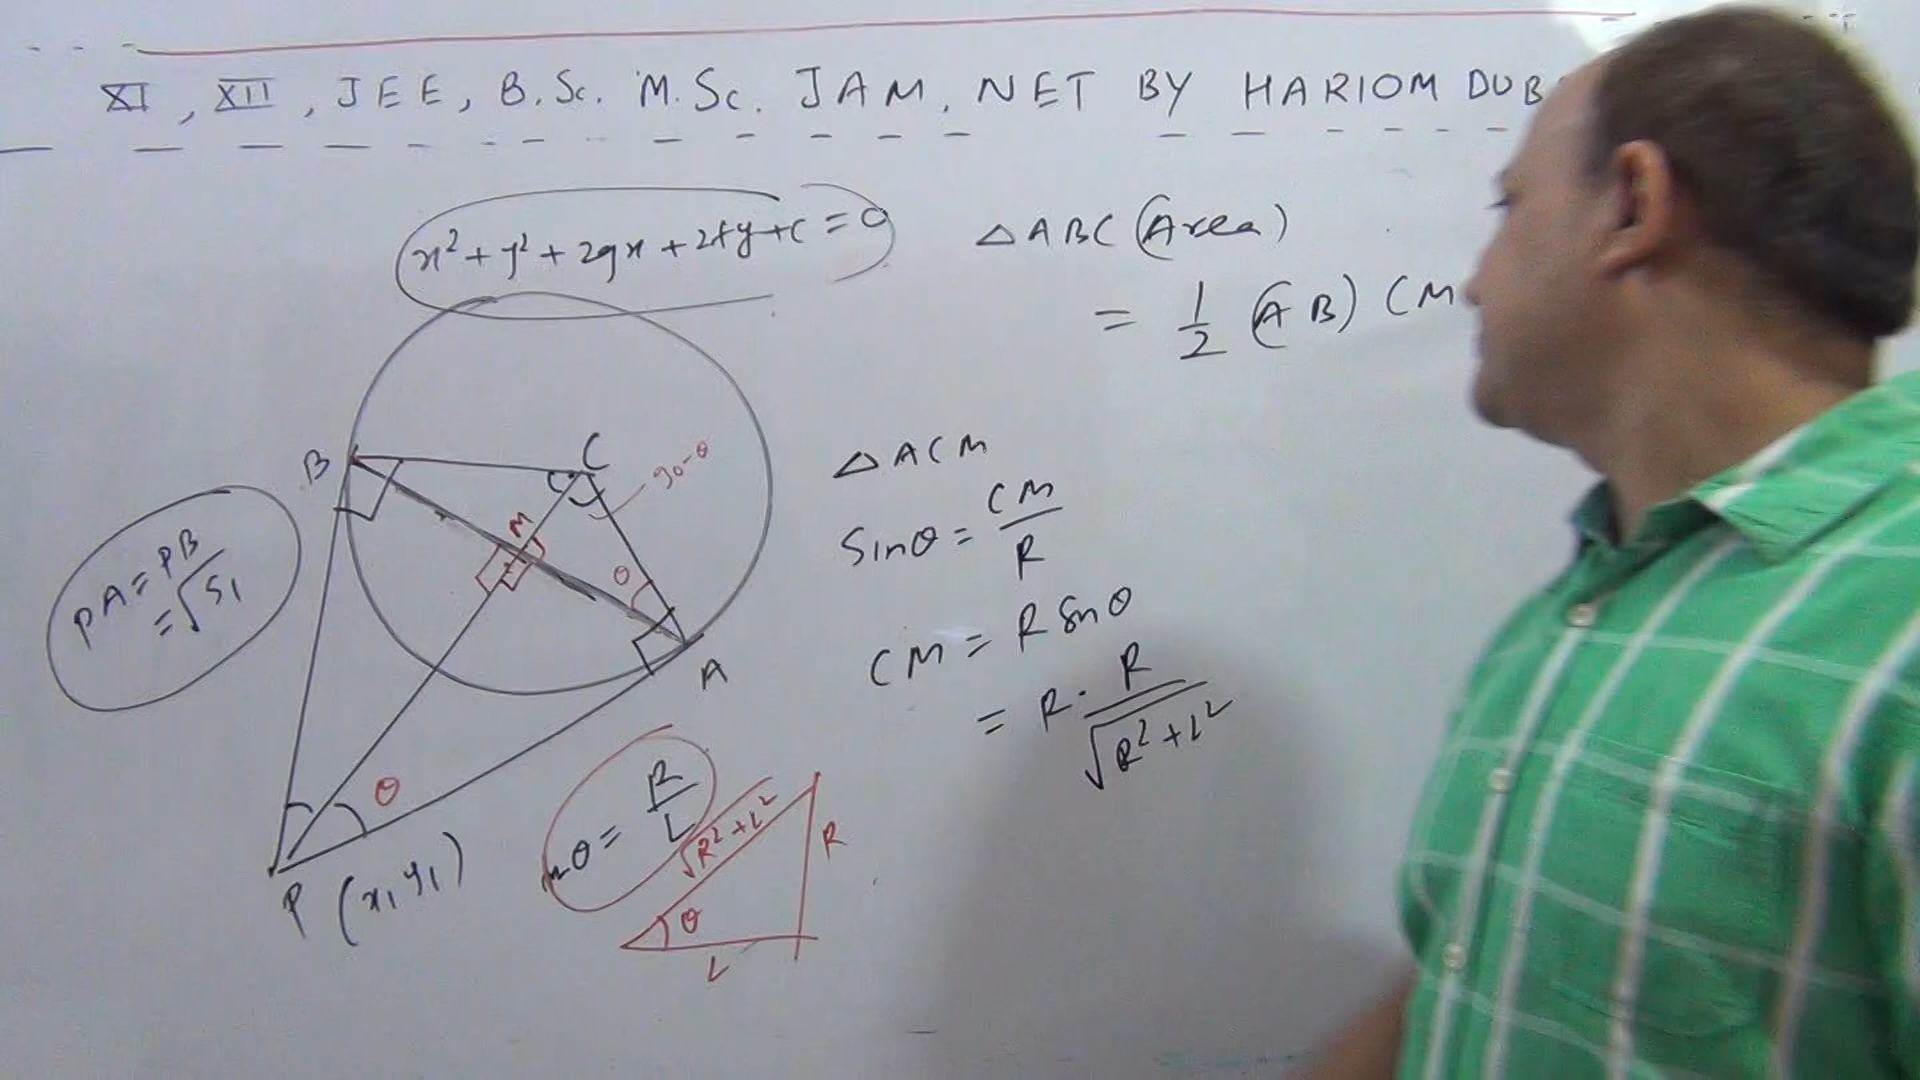 XI, XII, JEE, B.Sc. M.Sc. JAM, NET BY HARIOM DUB
x² + y² + 2gx + 2fy + c = 0
△ABC (Area)
= 1/2 (AB) (CM
B
C
90-θ
M
θ
A
PA = PB
= √S₁
△ACM
Sinθ = CM/R
CM = R Sinθ
= R · R/√(R²+L²)
θ
P (x₁ y₁)
θ = R/L
√(R²+L²)
R
θ
L